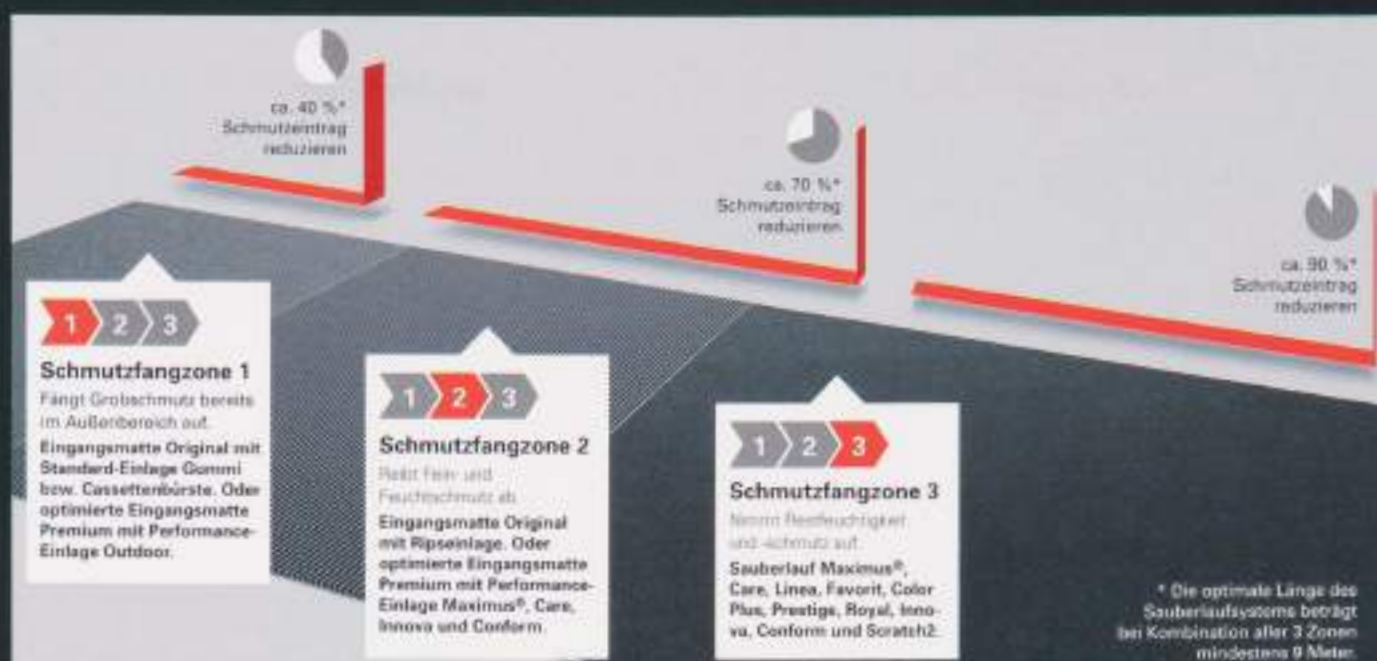 ca. 40 %*
Schmutzeintrag
reduzieren
ca. 70 %*
Schmutzeintrag
reduzieren
ca. 90 %*
Schmutzeintrag
reduzieren
1 2 3
Schmutzfangzone 1
Fängt Grobschmutz bereits
im Außenbereich auf.
Eingangsmatte Original mit
Standard-Einlage Gummi
bzw. Cassettenbürste. Oder
optimierte Eingangsmatte
Premium mit Performance-
Einlage Outdoor.
1 2 3
Schmutzfangzone 2
Reibt Fein- und
Feuchtschmutz ab.
Eingangsmatte Original
mit Ripseinlage. Oder
optimierte Eingangsmatte
Premium mit Performance-
Einlage Maximus®, Care,
Innova und Conform.
1 2 3
Schmutzfangzone 3
Nimmt Restfeuchtigkeit
und -schmutz auf.
Sauberlauf Maximus®,
Care, Linea, Favorit, Color
Plus, Prestige, Royal, Inno-
va, Conform und Scratch2.
* Die optimale Länge des
Sauberlaufsystems beträgt
bei Kombination aller 3 Zonen
mindestens 9 Meter.